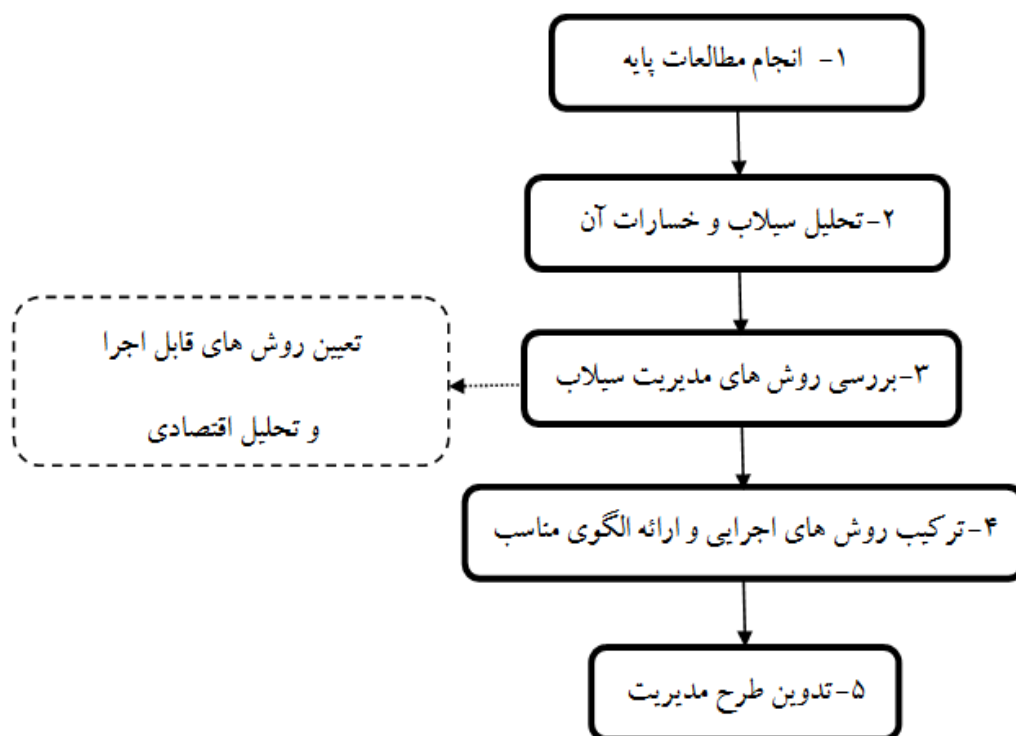 ۱- انجام مطالعات پایه
۲-تحلیل سیلاب و خسارات آن
۳-بررسی روش های مدیریت سیلاب
تعیین روش های قابل اجرا
و تحلیل اقتصادی
۴-ترکیب روش های اجرایی و ارائه الگوی مناسب
۵-تدوین طرح مدیریت